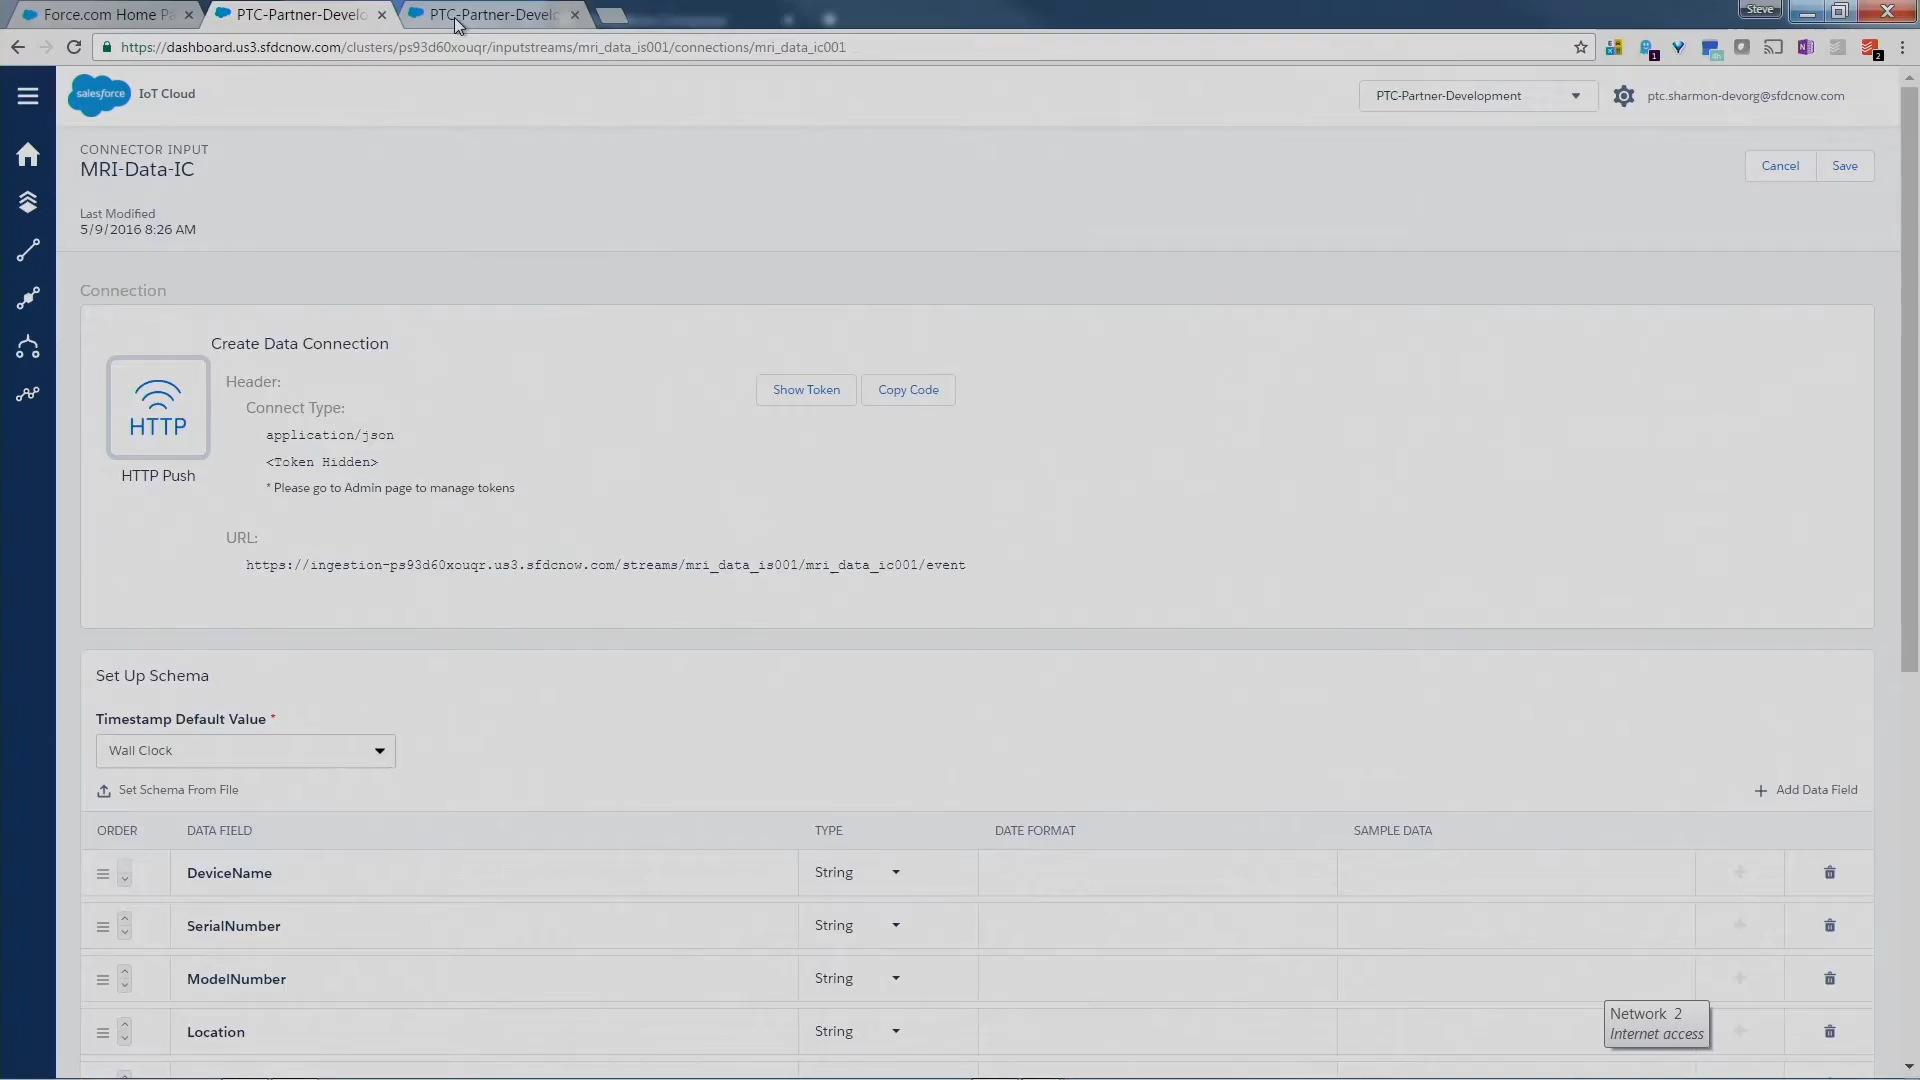 Force.com Home Pa
PTC-Partner-Develo
PTC-Partner-Develo
Steve
https://dashboard.us3.sfdcnow.com/clusters/ps93d60xouqr/inputstreams/mri_data_is001/connections/mri_data_ic001
1
2
salesforce
IoT Cloud
PTC-Partner-Development
ptc.sharmon-devorg@sfdcnow.com
CONNECTOR INPUT
MRI-Data-IC
Cancel
Save
Last Modified
5/9/2016 8:26 AM
Connection
Create Data Connection
Header:
Show Token
Copy Code
Connect Type:
HTTP
application/json
<Token Hidden>
HTTP Push
* Please go to Admin page to manage tokens
URL:
https://ingestion-ps93d60xouqr.us3.sfdcnow.com/streams/mri_data_is001/mri_data_ic001/event
Set Up Schema
Timestamp Default Value *
Wall Clock
Set Schema From File
Add Data Field
ORDER DATA FIELD TYPE DATE FORMAT SAMPLE DATA
DeviceName String
SerialNumber String
ModelNumber String
Location String
Network 2
Internet access